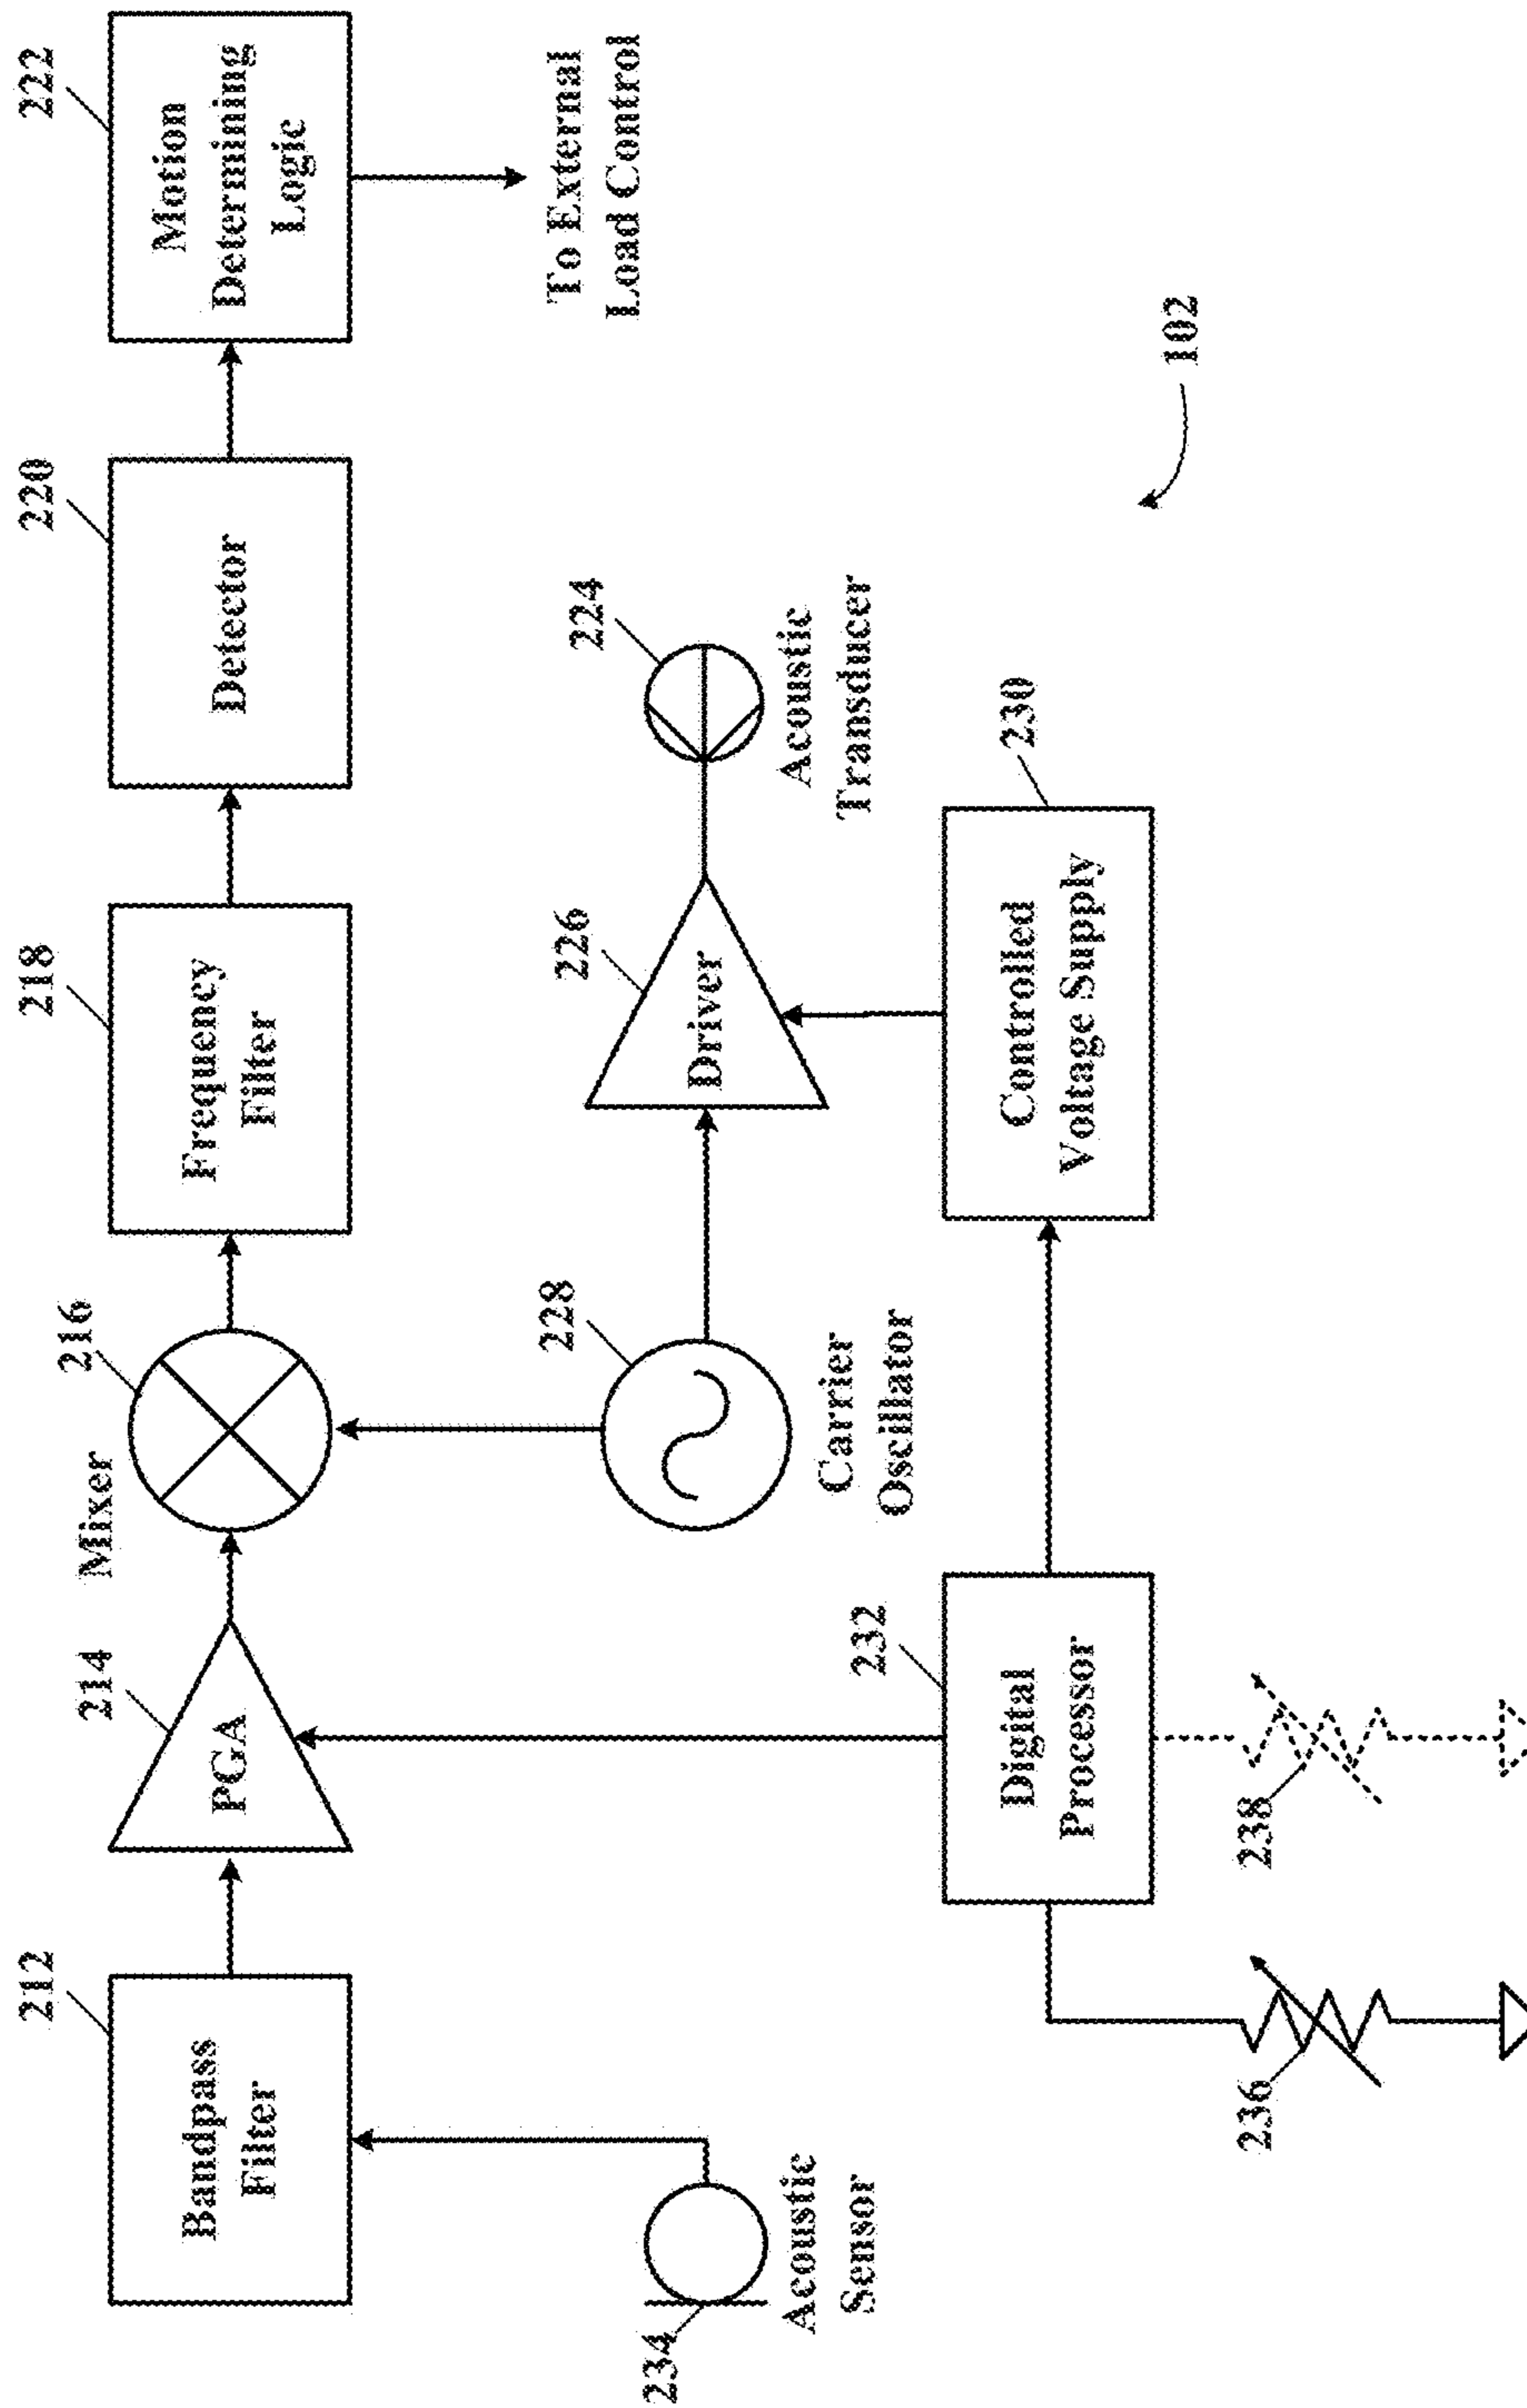 212
Bandpass
Filter
214
PGA
Mixer
216
218
Frequency
Filter
220
Detector
222
Motion
Determining
Logic
To External
Load Control
234
Acoustic
Sensor
228
Carrier
Oscillator
226
Driver
224
Acoustic
Transducer
232
Digital
Processor
230
Controlled
Voltage Supply
236
238
102